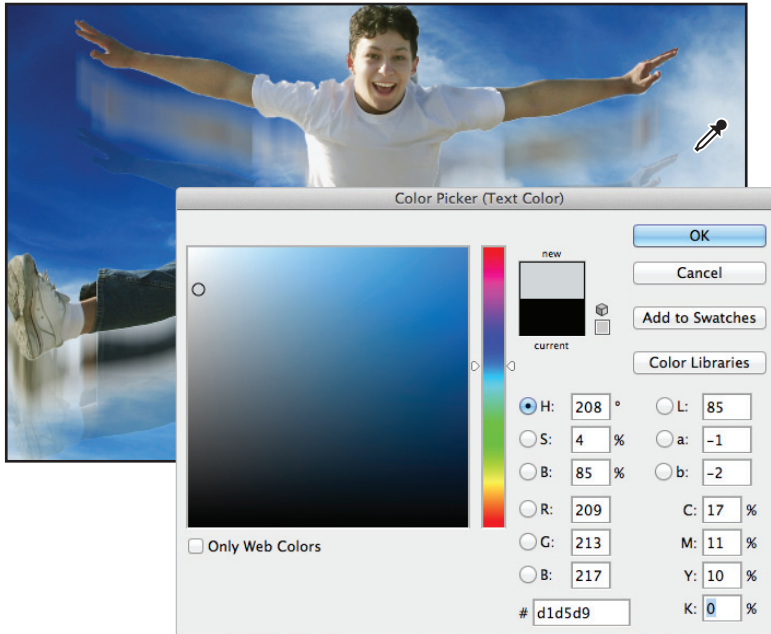 Color Picker (Text Color)
new
current
OK
Cancel
Add to Swatches
Color Libraries
H: 208 °
S: 4 %
B: 85 %
R: 209
G: 213
B: 217
# d1d5d9
L: 85
a: -1
b: -2
C: 17 %
M: 11 %
Y: 10 %
K: 0 %
Only Web Colors